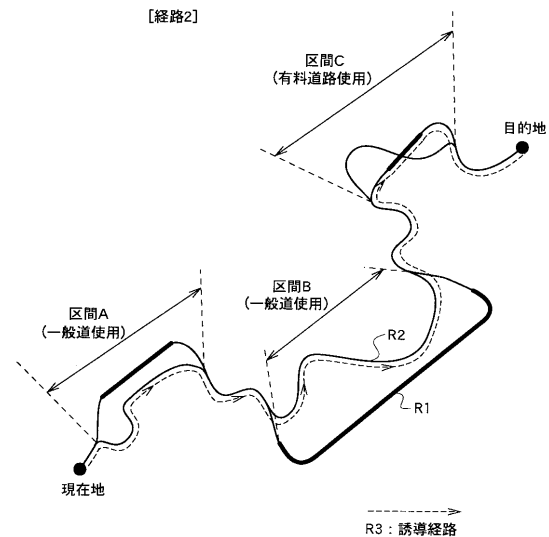 ［経路2］
区間C
（有料道路使用）
目的地
区間B
（一般道使用）
区間A
（一般道使用）
R2
R1
現在地
R3：誘導経路